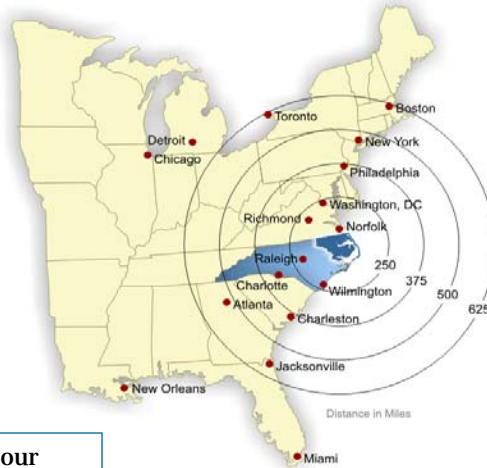 Boston
Toronto
New York
Detroit
Chicago
Philadelphia
Washington, DC
Richmond
Norfolk
Raleigh
250
375
500
625
Charlotte
Wilmington
Atlanta
Charleston
Jacksonville
New Orleans
Distance in Miles
our
Miami